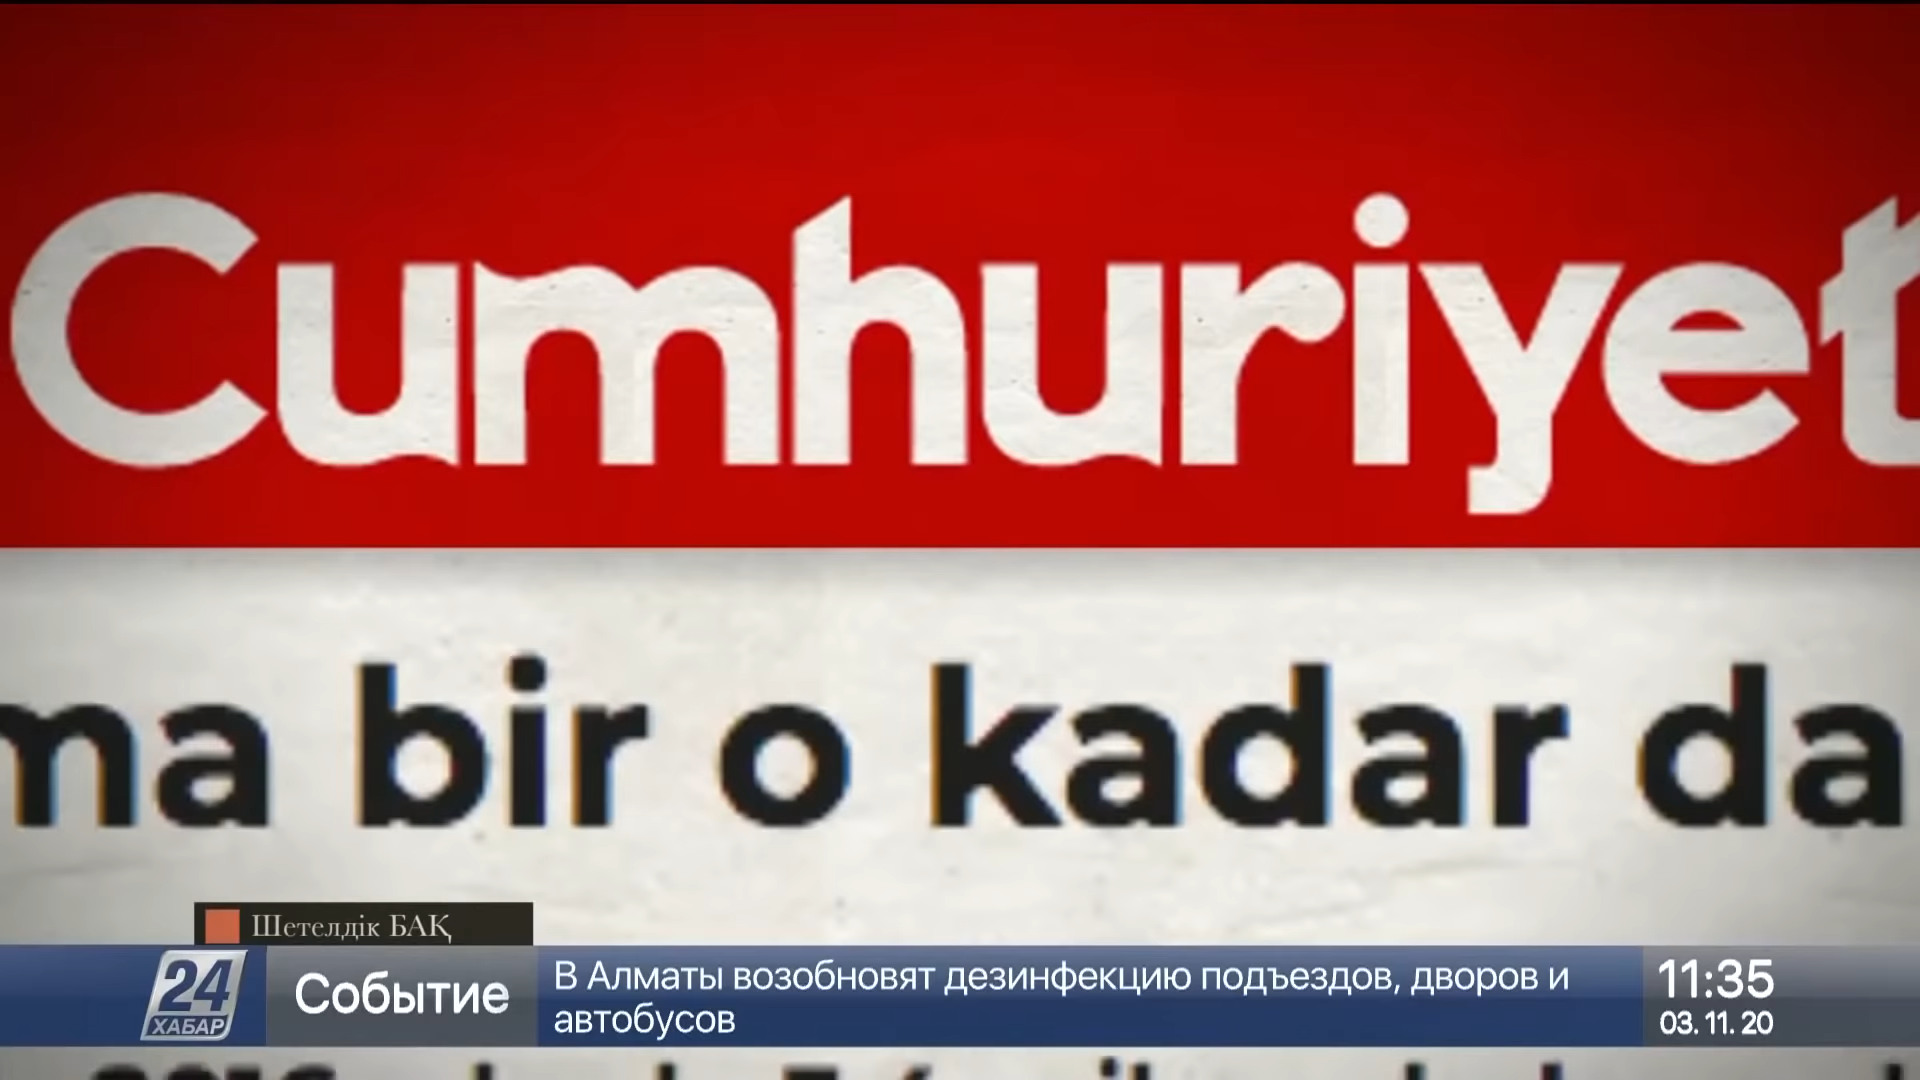 Cumhuriyet
ma bir o kadar da
Шетелдік БАҚ
24
ХАБАР
Событие
В Алматы возобновят дезинфекцию подъездов, дворов и
автобусов
11:35
03. 11. 20